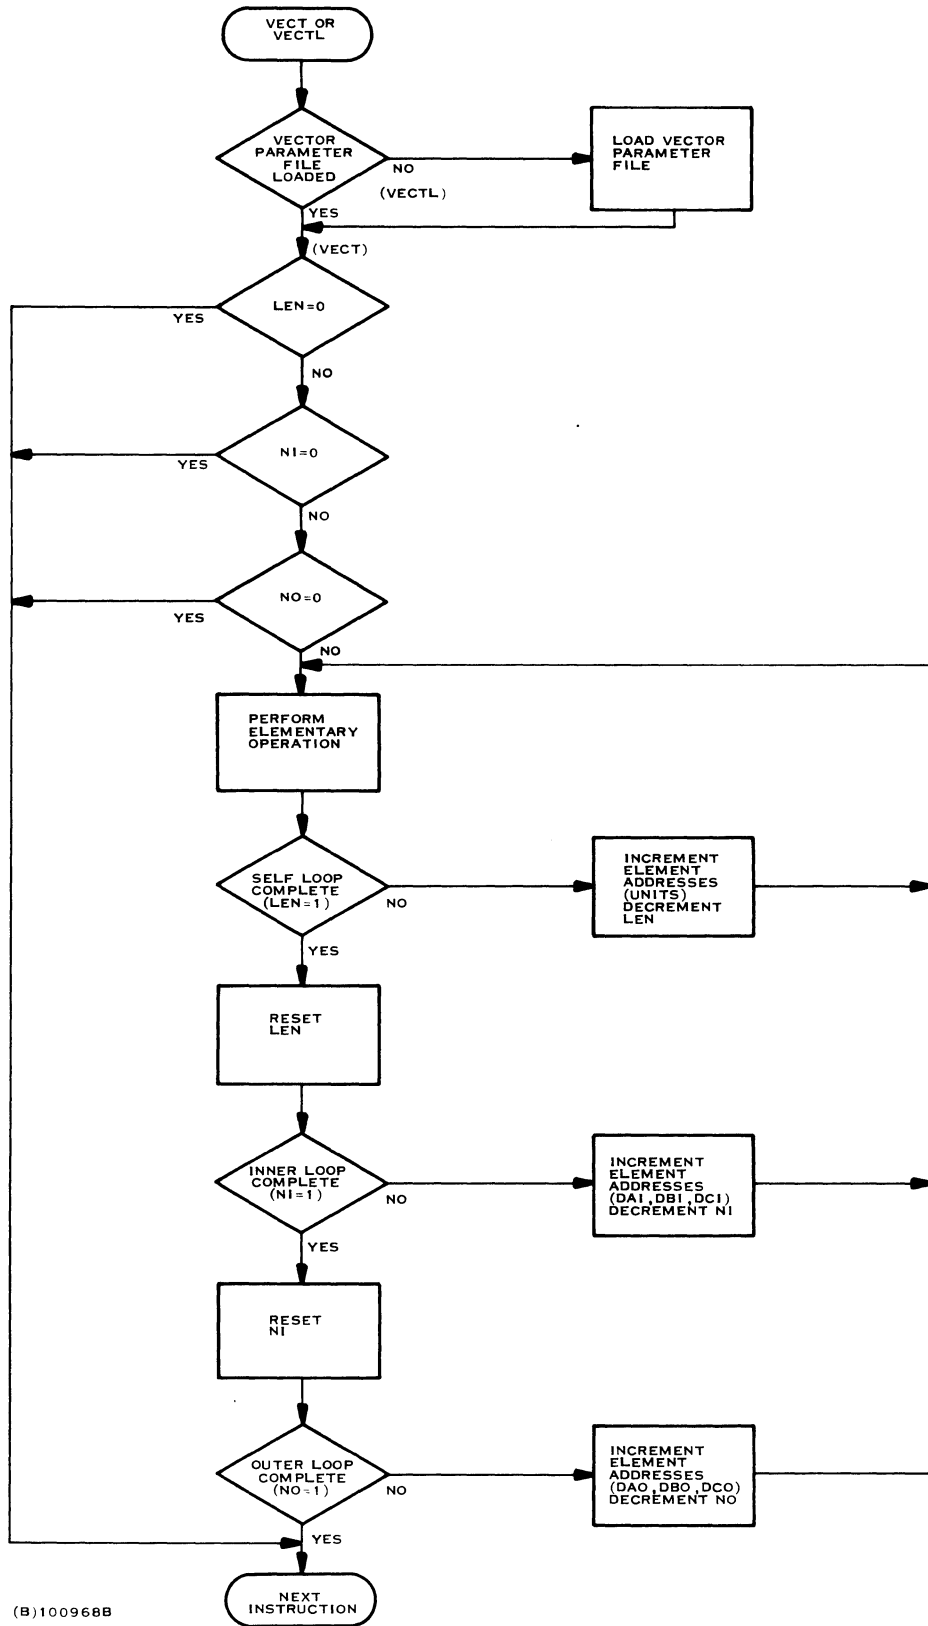 VECT OR
VECTL
VECTOR
PARAMETER
FILE
LOADED
NO
(VECTL)
LOAD VECTOR
PARAMETER
FILE
YES
(VECT)
LEN=0
YES
NO
NI=0
YES
NO
NO=0
YES
NO
PERFORM
ELEMENTARY
OPERATION
SELF LOOP
COMPLETE
(LEN=1)
NO
INCREMENT
ELEMENT
ADDRESSES
(UNITS)
DECREMENT
LEN
YES
RESET
LEN
INNER LOOP
COMPLETE
(NI=1)
NO
INCREMENT
ELEMENT
ADDRESSES
(DAI,DBI,DCI)
DECREMENT NI
YES
RESET
NI
OUTER LOOP
COMPLETE
(NO=1)
NO
INCREMENT
ELEMENT
ADDRESSES
(DAO,DBO,DCO)
DECREMENT NO
YES
NEXT
INSTRUCTION
(B)100968B